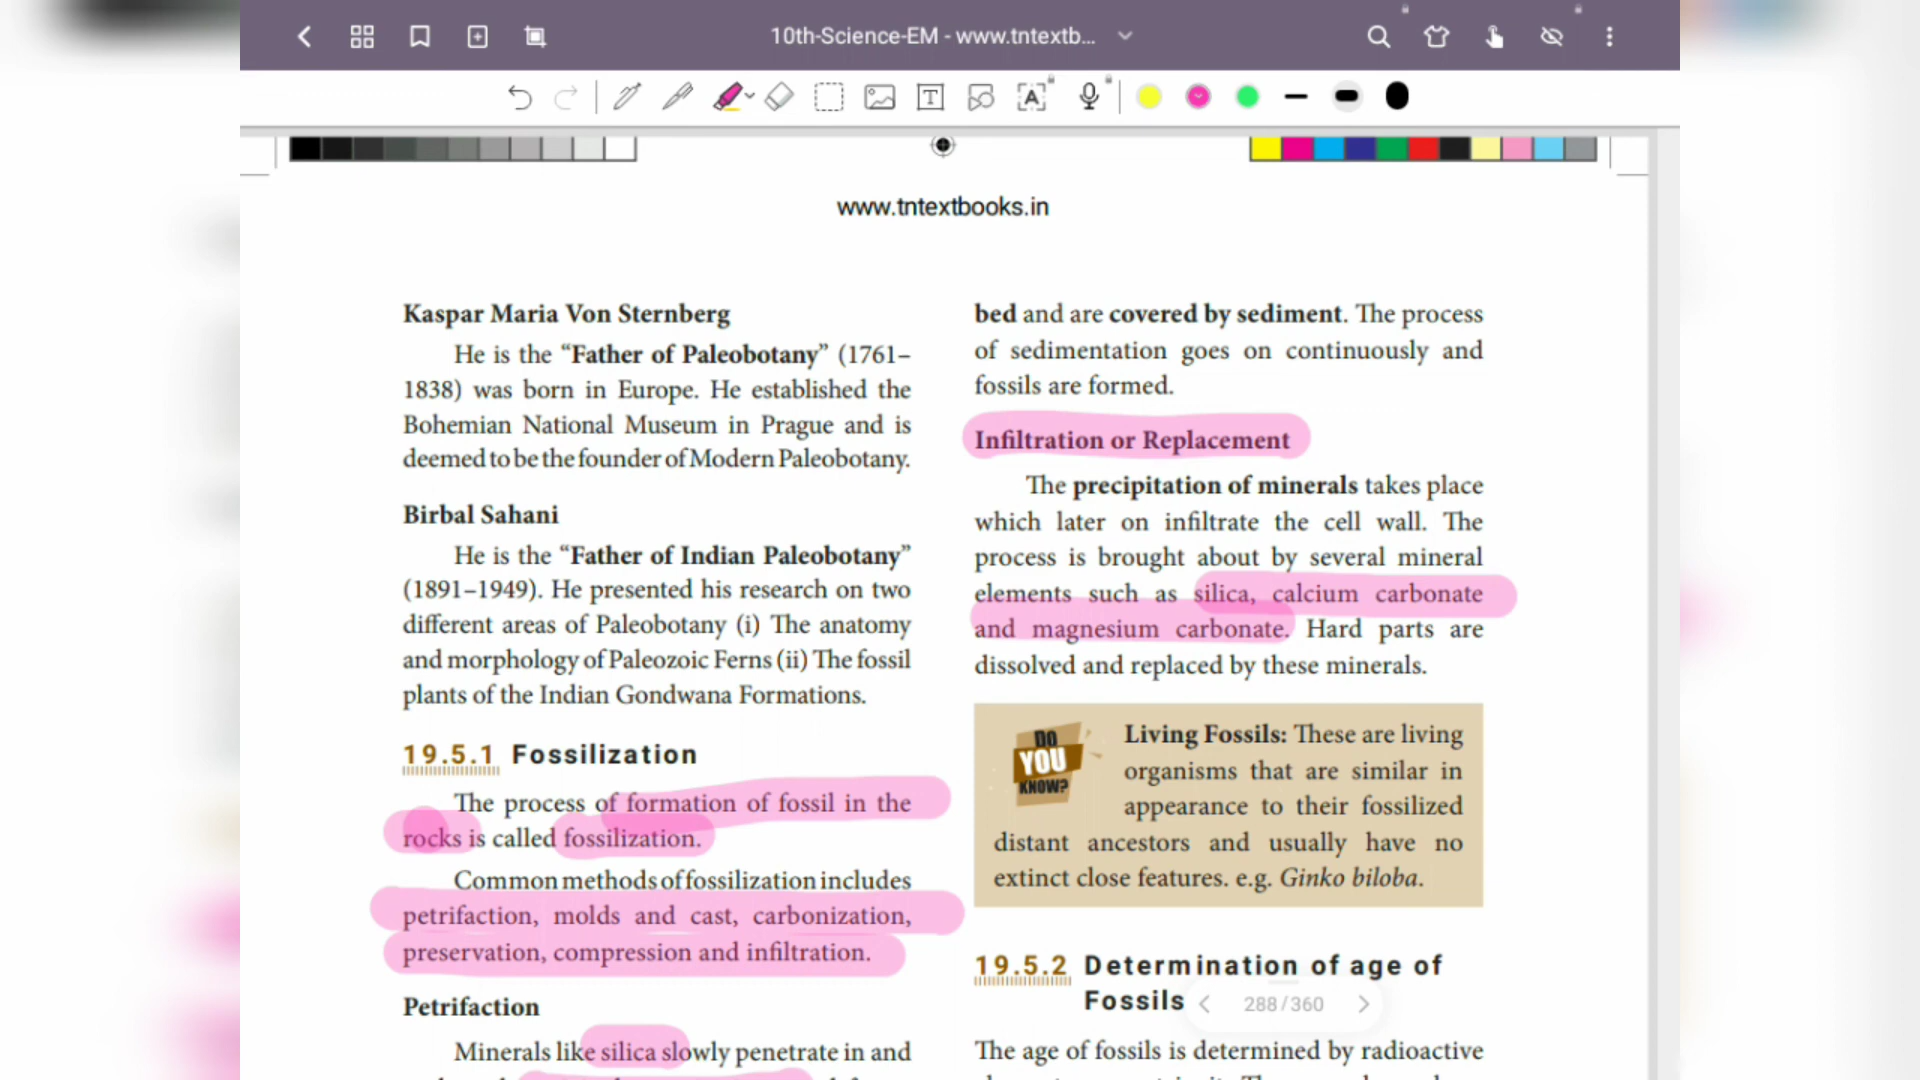 10th-Science-EM - www.tntextb...
www.tntextbooks.in
Kaspar Maria Von Sternberg
He is the “Father of Paleobotany” (1761–
1838) was born in Europe. He established the
Bohemian National Museum in Prague and is
deemed to be the founder of Modern Paleobotany.
Birbal Sahani
He is the “Father of Indian Paleobotany”
(1891–1949). He presented his research on two
different areas of Paleobotany (i) The anatomy
and morphology of Paleozoic Ferns (ii) The fossil
plants of the Indian Gondwana Formations.
19.5.1 Fossilization
The process of formation of fossil in the
rocks is called fossilization.
Common methods of fossilization includes
petrifaction, molds and cast, carbonization,
preservation, compression and infiltration.
Petrifaction
Minerals like silica slowly penetrate in and
bed and are covered by sediment. The process
of sedimentation goes on continuously and
fossils are formed.
Infiltration or Replacement
The precipitation of minerals takes place
which later on infiltrate the cell wall. The
process is brought about by several mineral
elements such as silica, calcium carbonate
and magnesium carbonate. Hard parts are
dissolved and replaced by these minerals.
DO
YOU
KNOW?
Living Fossils: These are living
organisms that are similar in
appearance to their fossilized
distant ancestors and usually have no
extinct close features. e.g. Ginko biloba.
19.5.2 Determination of age of
Fossils
288/360
The age of fossils is determined by radioactive